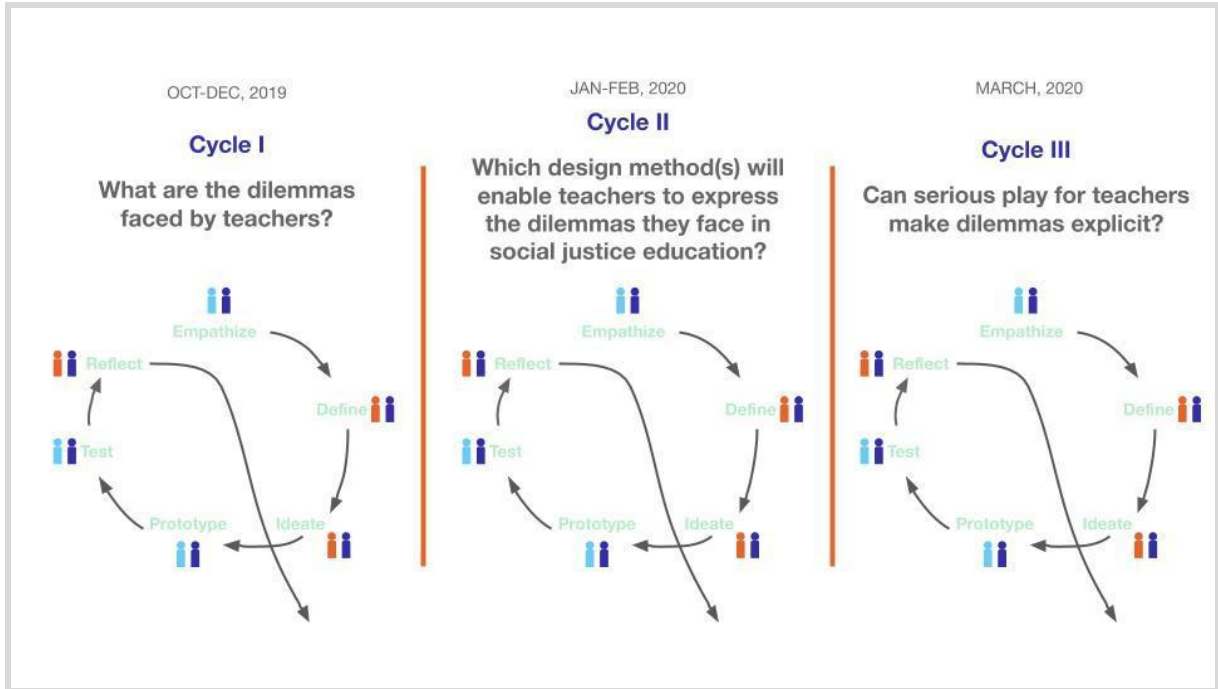 OCT-DEC, 2019
Cycle I
What are the dilemmas
faced by teachers?
Empathize
Reflect
Define
Test
Prototype
Ideate
JAN-FEB, 2020
Cycle II
Which design method(s) will
enable teachers to express
the dilemmas they face in
social justice education?
Empathize
Reflect
Define
Test
Prototype
Ideate
MARCH, 2020
Cycle III
Can serious play for teachers
make dilemmas explicit?
Empathize
Reflect
Define
Test
Prototype
Ideate